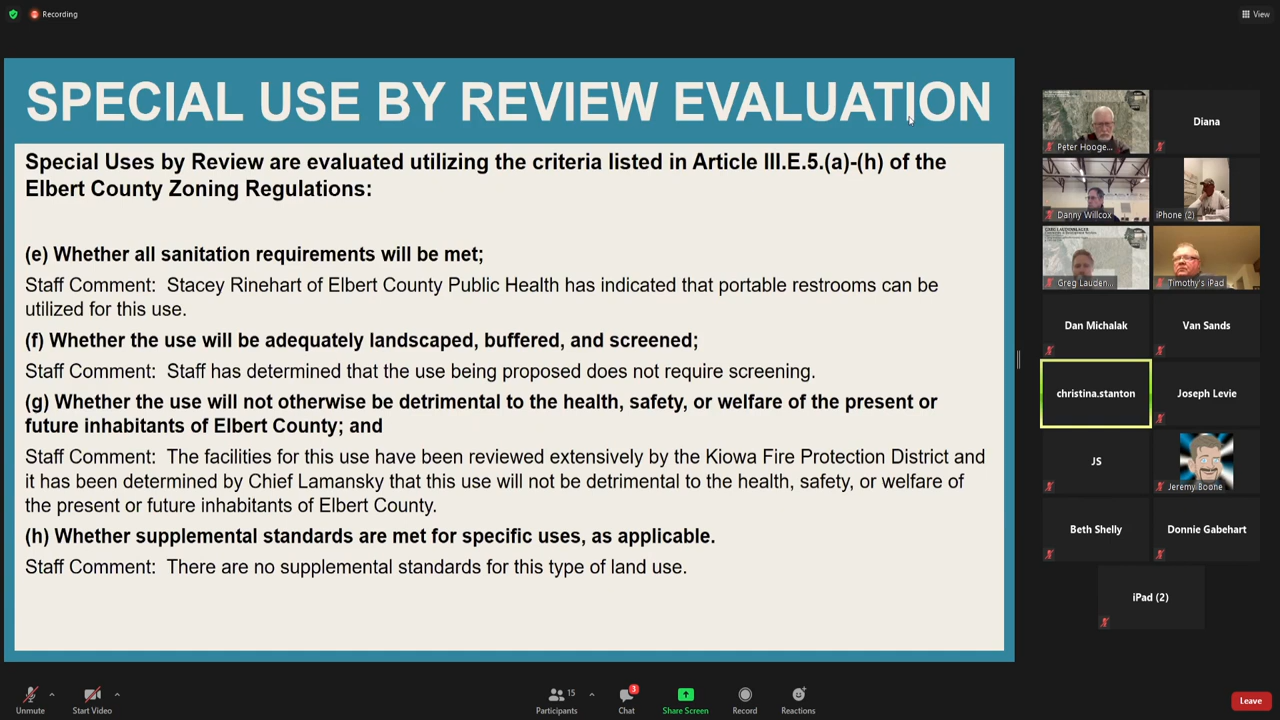 Recording
View
SPECIAL USE BY REVIEW EVALUATION
Special Uses by Review are evaluated utilizing the criteria listed in Article III.E.5.(a)-(h) of the
Elbert County Zoning Regulations:
(e) Whether all sanitation requirements will be met;
Staff Comment: Stacey Rinehart of Elbert County Public Health has indicated that portable restrooms can be
utilized for this use.
(f) Whether the use will be adequately landscaped, buffered, and screened;
Staff Comment: Staff has determined that the use being proposed does not require screening.
(g) Whether the use will not otherwise be detrimental to the health, safety, or welfare of the present or
future inhabitants of Elbert County; and
Staff Comment: The facilities for this use have been reviewed extensively by the Kiowa Fire Protection District and
it has been determined by Chief Lamansky that this use will not be detrimental to the health, safety, or welfare of
the present or future inhabitants of Elbert County.
(h) Whether supplemental standards are met for specific uses, as applicable.
Staff Comment: There are no supplemental standards for this type of land use.
Peter Hooge...
Diana
Danny Willcox
iPhone (2)
Greg Lauden...
Timothy's iPad
Dan Michalak
Van Sands
christina.stanton
Joseph Levie
JS
Jeremy Boone
Beth Shelly
Donnie Gabehart
iPad (2)
Unmute
Start Video
15
Participants
3
Chat
Share Screen
Record
Reactions
Leave